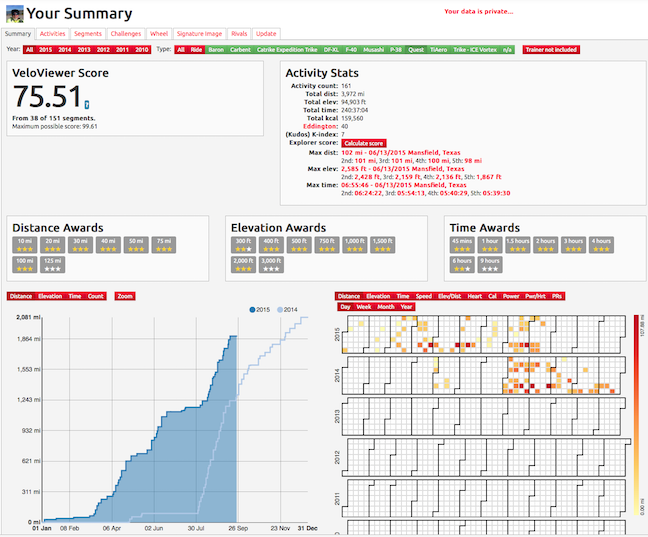 Your Summary
Your data is private...
Summary Activities Segments Challenges Wheel Signature Image Rivals Update
Year: All 2015 2014 2013 2012 2011 2010 Type: All Ride Baron Carbent Catrike Expedition Trike DF-XL F-40 Musashi P-38 Quest TiAero Trike - ICE Vortex n/a Trainer not included
VeloViewer Score
75.51
From 38 of 151 segments.
Maximum possible score: 99.61
Activity Stats
Activity count: 161
Total dist: 3,972 mi
Total elev: 94,903 ft
Total time: 240:37:04
Total kcal 159,560
Eddington: 40
(Kudos) K-index: 7
Explorer score: Calculate score
Max dist: 102 mi - 06/13/2015 Mansfield, Texas
2nd: 101 mi, 3rd: 101 mi, 4th: 100 mi, 5th: 98 mi
Max elev: 2,585 ft - 06/13/2015 Mansfield, Texas
2nd: 2,428 ft, 3rd: 2,159 ft, 4th: 2,136 ft, 5th: 1,867 ft
Max time: 06:55:46 - 06/13/2015 Mansfield, Texas
2nd: 06:24:22, 3rd: 05:54:13, 4th: 05:40:29, 5th: 05:39:30
Distance Awards
10 mi 20 mi 30 mi 40 mi 50 mi 75 mi
100 mi 125 mi
Elevation Awards
300 ft 400 ft 500 ft 750 ft 1,000 ft 1,500 ft
2,000 ft 3,000 ft
Time Awards
45 mins 1 hour 1.5 hours 2 hours 3 hours 4 hours
6 hours 9 hours
Distance Elevation Time Count Zoom
2015 2014
2,081 mi
1,864 mi
1,553 mi
1,243 mi
932 mi
621 mi
311 mi
0 mi
01 Jan 08 Feb 06 Apr 02 Jun 30 Jul 26 Sep 23 Nov 31 Dec
Distance Elevation Time Speed Elev/Dist Heart Cal Power Pwr/Hrt PRs
Day Week Month Year
2015
2014
2013
2012
2011
107.88 mi
0.00 mi